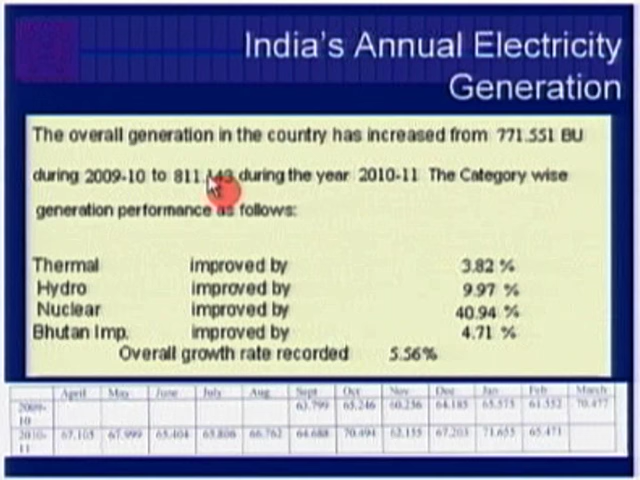 India's Annual Electricity
Generation
The overall generation in the country has increased from 771.551 BU
during 2009-10 to 811.143 during the year 2010-11 The Category wise
generation performance as follows:
Thermal improved by 3.82 %
Hydro improved by 9.97 %
Nuclear improved by 40.94 %
Bhutan Imp. improved by 4.71 %
Overall growth rate recorded 5.56%
April May June July Aug Sept Oct Nov Dec Jan Feb March
2009-
10 63.799 65.246 60.256 64.185 65.575 61.552 70.477
2010-
11 67.105 67.999 65.404 65.806 66.762 64.688 70.494 62.155 67.203 71.655 65.471